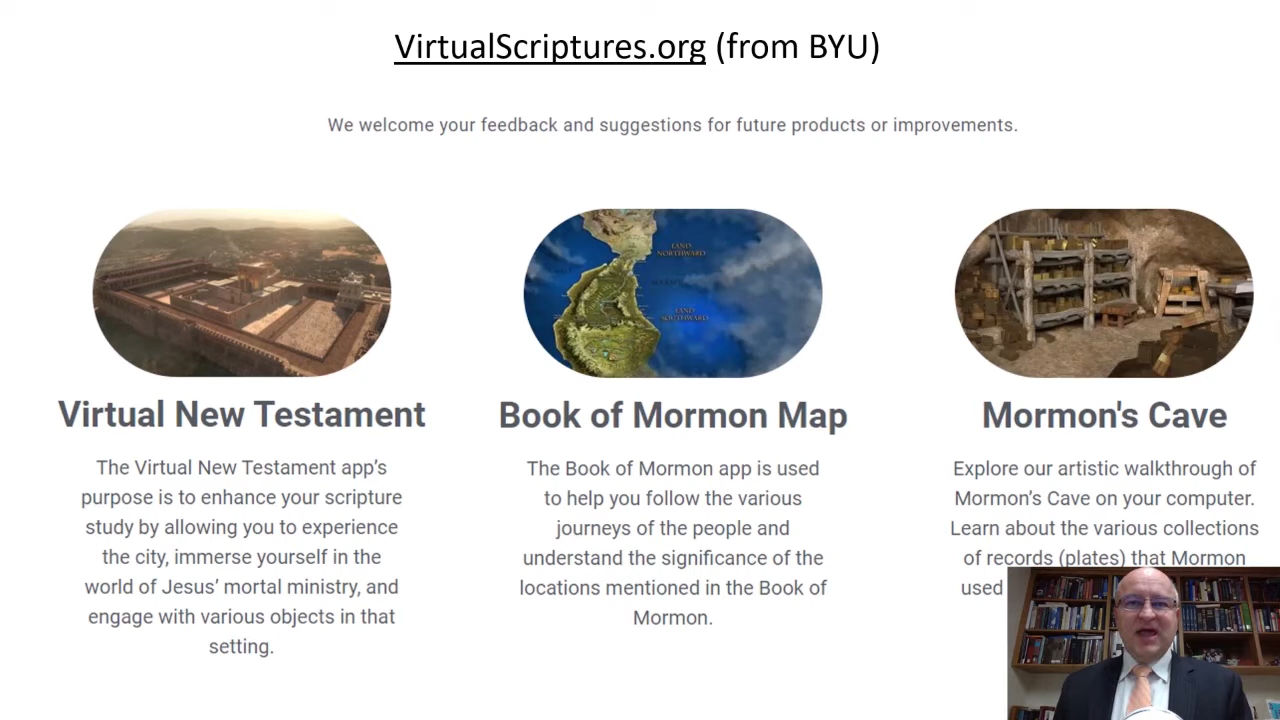 VirtualScriptures.org (from BYU)
We welcome your feedback and suggestions for future products or improvements.
LAND
NORTHWARD
LAND
SOUTHWARD
Virtual New Testament
The Virtual New Testament app’s
purpose is to enhance your scripture
study by allowing you to experience
the city, immerse yourself in the
world of Jesus’ mortal ministry, and
engage with various objects in that
setting.
Book of Mormon Map
The Book of Mormon app is used
to help you follow the various
journeys of the people and
understand the significance of the
locations mentioned in the Book of
Mormon.
Mormon's Cave
Explore our artistic walkthrough of
Mormon’s Cave on your computer.
Learn about the various collections
of records (plates) that Mormon
used